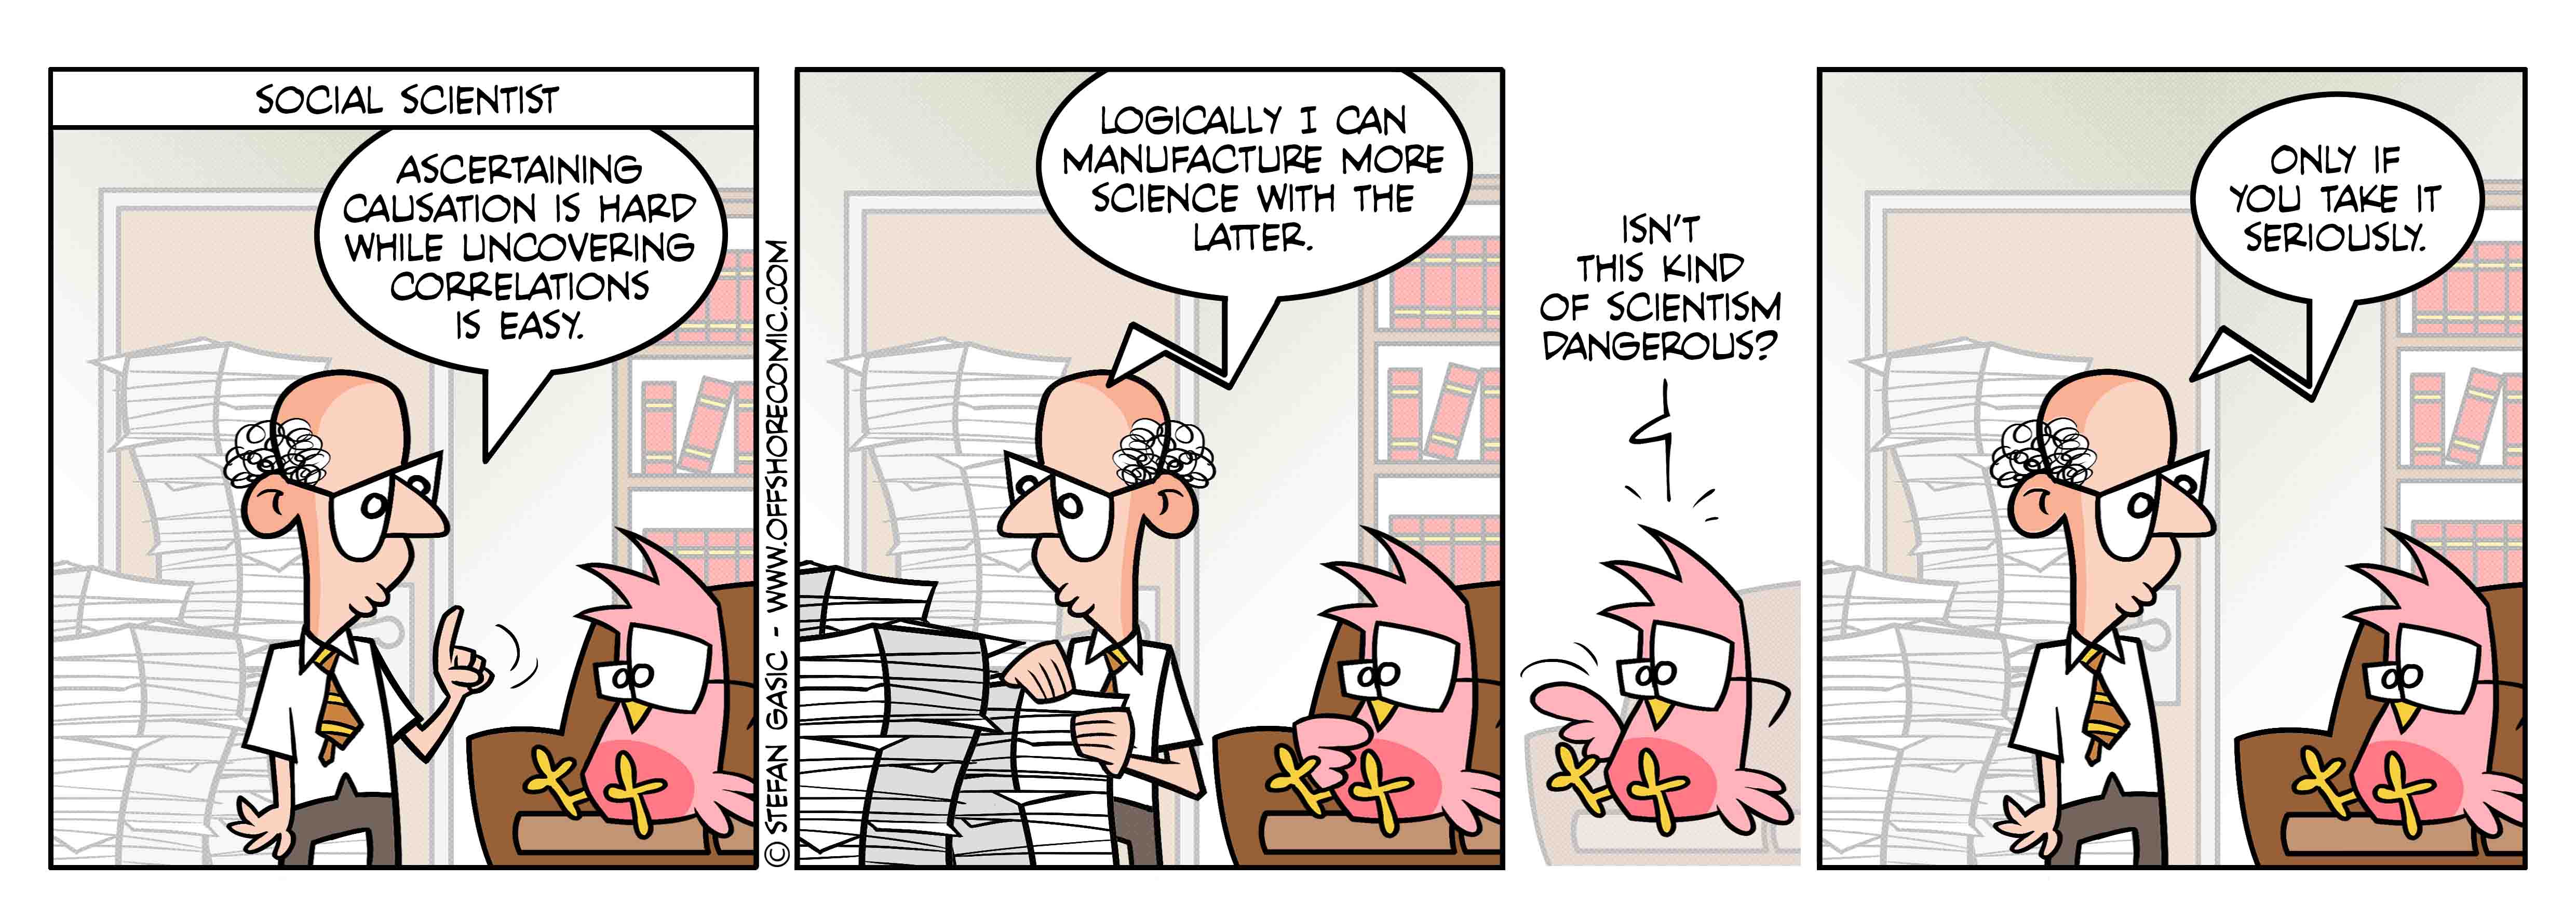 SOCIAL SCIENTIST
ASCERTAINING
CAUSATION IS HARD
WHILE UNCOVERING
CORRELATIONS
IS EASY.
© STEFAN GASIC - WWW.OFFSHORECOMIC.COM
LOGICALLY I CAN
MANUFACTURE MORE
SCIENCE WITH THE
LATTER.
ISN'T
THIS KIND
OF SCIENTISM
DANGEROUS?
ONLY IF
YOU TAKE IT
SERIOUSLY.